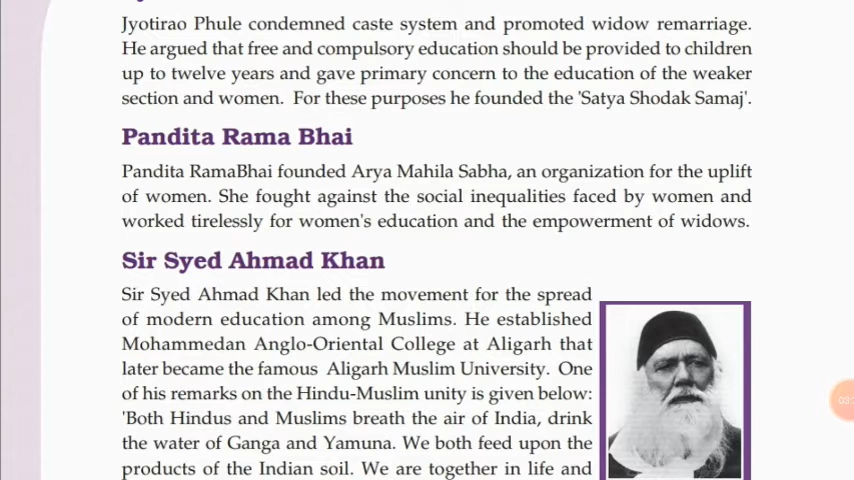 Jyotirao Phule condemned caste system and promoted widow remarriage.
He argued that free and compulsory education should be provided to children
up to twelve years and gave primary concern to the education of the weaker
section and women. For these purposes he founded the 'Satya Shodak Samaj'.
Pandita Rama Bhai
Pandita RamaBhai founded Arya Mahila Sabha, an organization for the uplift
of women. She fought against the social inequalities faced by women and
worked tirelessly for women's education and the empowerment of widows.
Sir Syed Ahmad Khan
Sir Syed Ahmad Khan led the movement for the spread
of modern education among Muslims. He established
Mohammedan Anglo-Oriental College at Aligarh that
later became the famous Aligarh Muslim University. One
of his remarks on the Hindu-Muslim unity is given below:
'Both Hindus and Muslims breath the air of India, drink
the water of Ganga and Yamuna. We both feed upon the
products of the Indian soil. We are together in life and